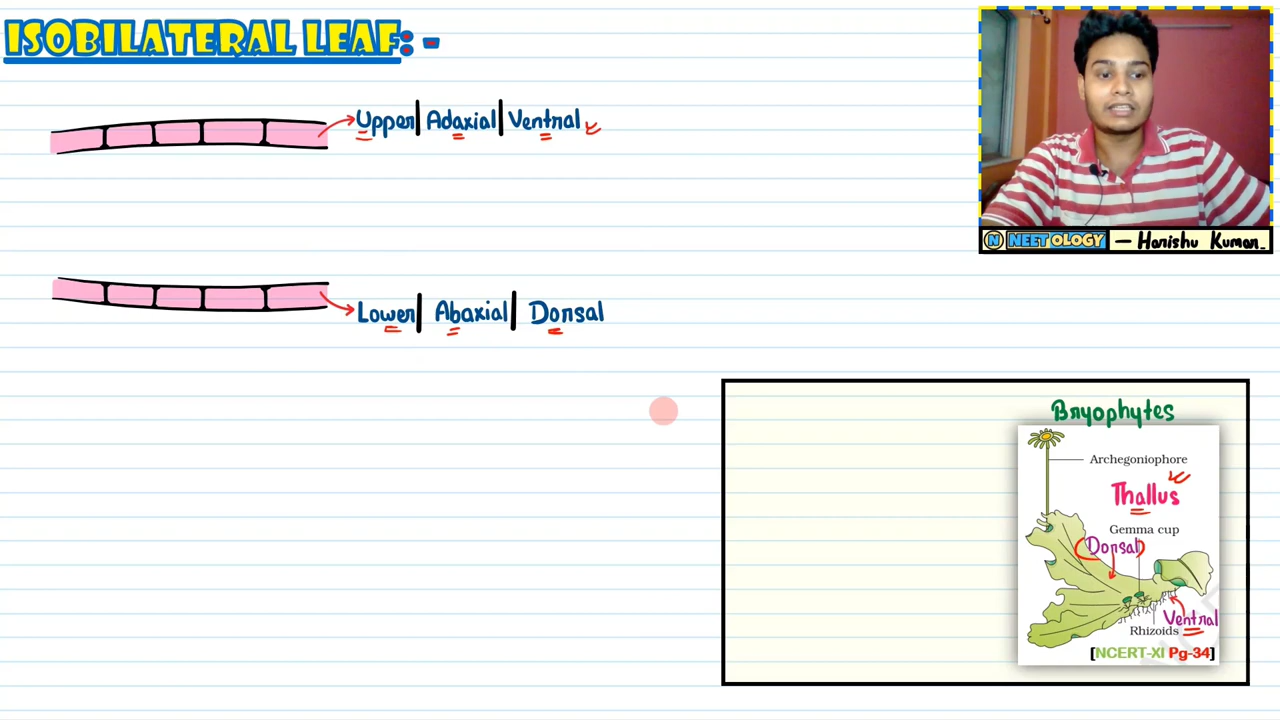 ISOBILATERAL LEAF: -
Upper | Adaxial | Ventral
N NEETOLOGY – Hanishu Kumar
Lower | Abaxial | Dorsal
Bryophytes
Archegoniophore
Thallus
Gemma cup
(Dorsal)
Ventral
Rhizoids
[NCERT-XI Pg-34]